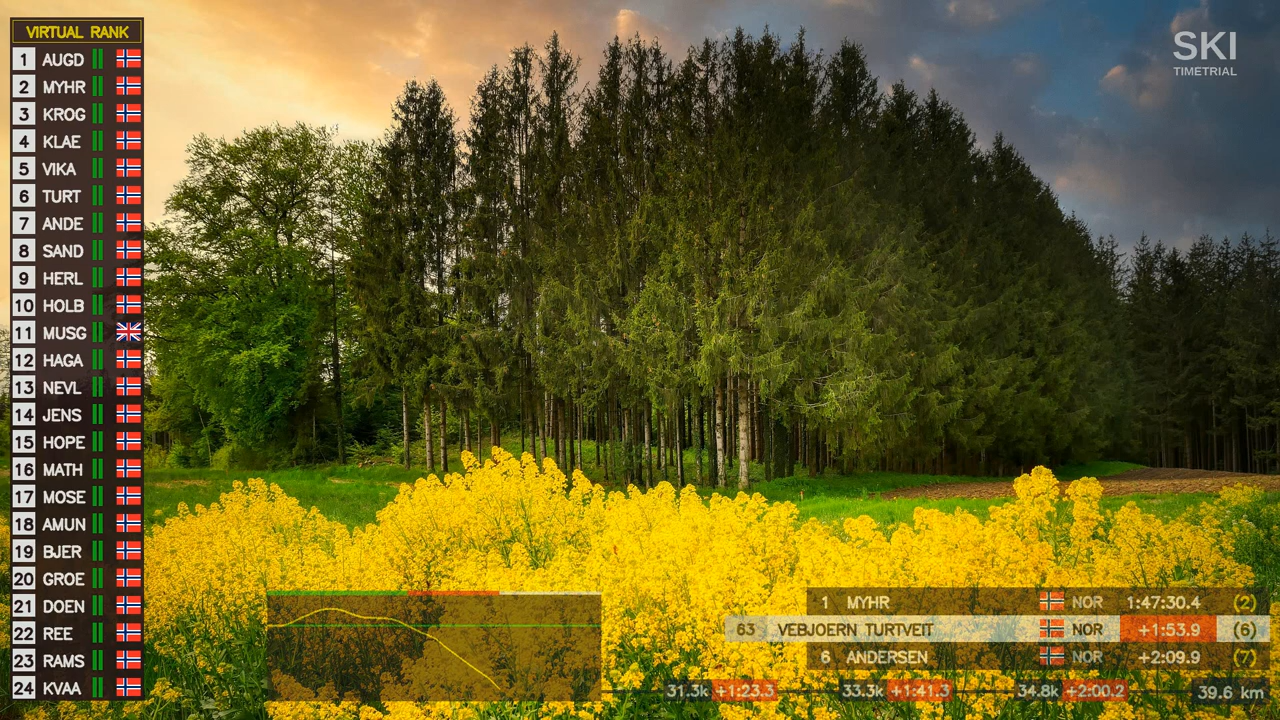 VIRTUAL RANK
1 AUGD
2 MYHR
3 KROG
4 KLAE
5 VIKA
6 TURT
7 ANDE
8 SAND
9 HERL
10 HOLB
11 MUSG
12 HAGA
13 NEVL
14 JENS
15 HOPE
16 MATH
17 MOSE
18 AMUN
19 BJER
20 GROE
21 DOEN
22 REE
23 RAMS
24 KVAA
SKI
TIMETRIAL
1 MYHR NOR 1:47:30.4 (2)
63 VEBJOERN TURTVEIT NOR +1:53.9 (6)
6 ANDERSEN NOR +2:09.9 (7)
31.3k +1:23.3 33.3k +1:41.3 34.8k +2:00.2 39.6 km